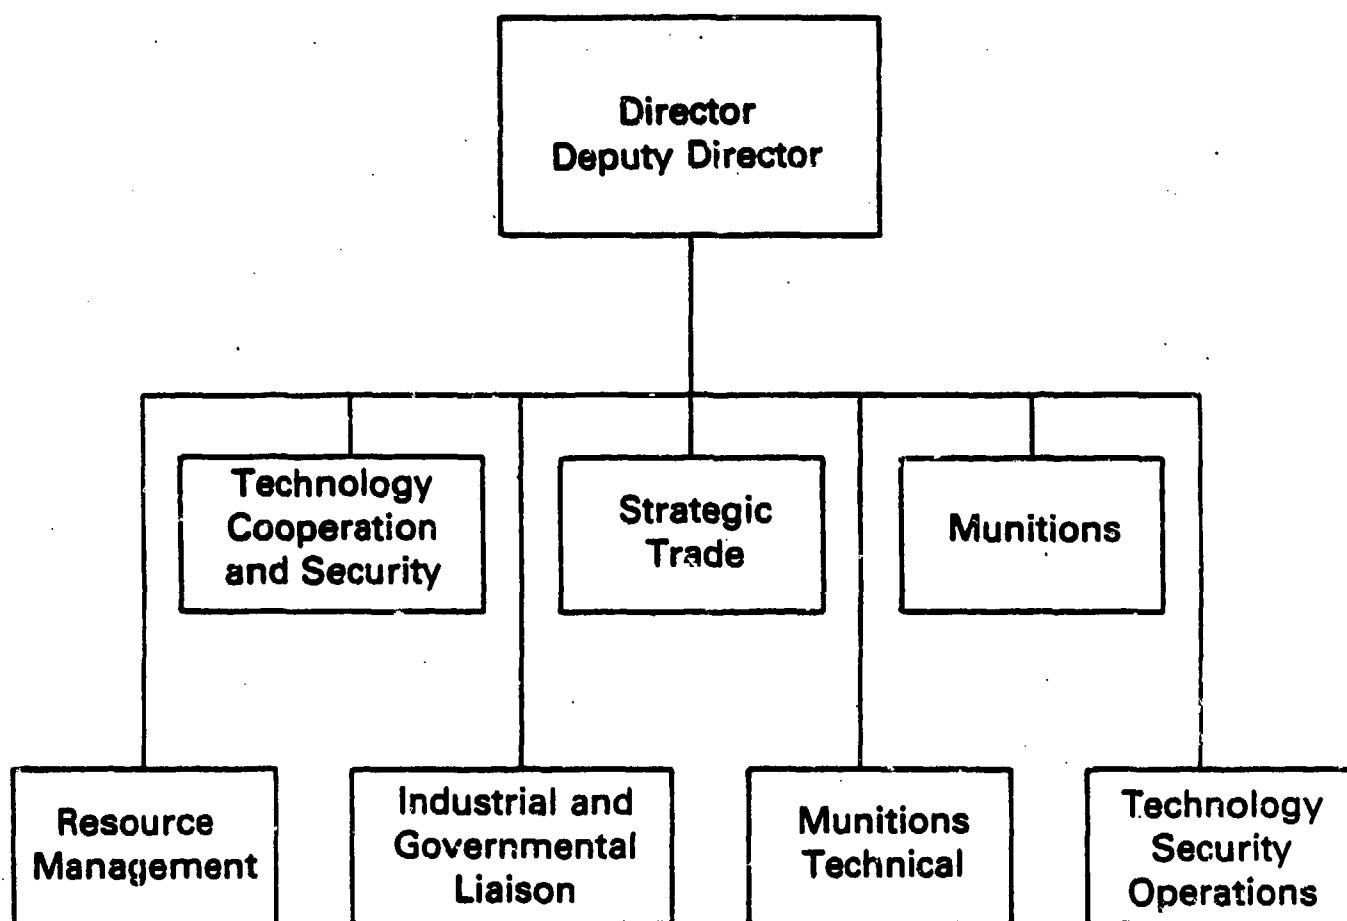 Director
Deputy Director
Technology
Cooperation
and Security
Strategic
Trade
Munitions
Resource
Management
Industrial and
Governmental
Liaison
Munitions
Technical
Technology
Security
Operations